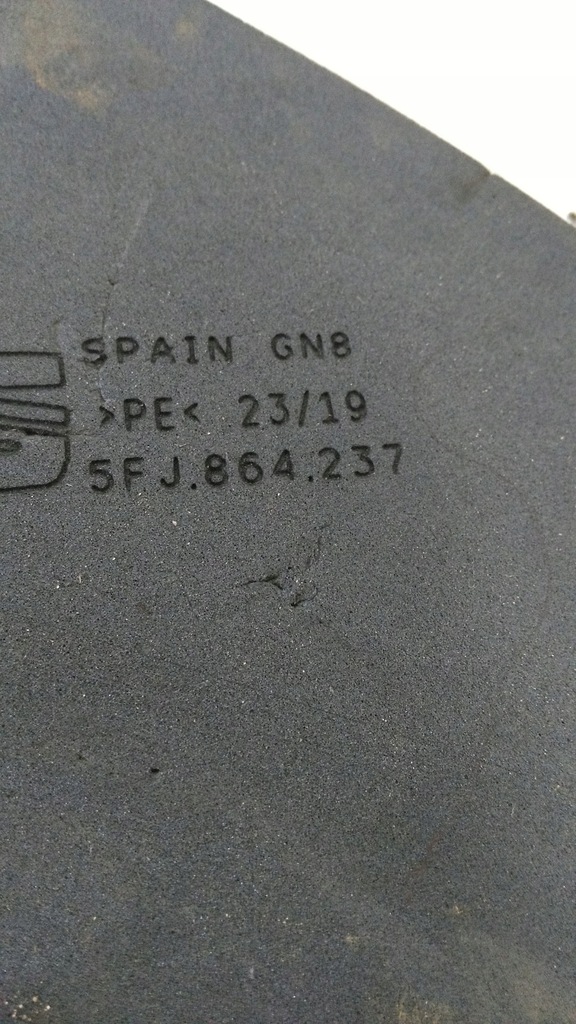 SPAIN GN8
>PE< 23/19
5FJ.864.237